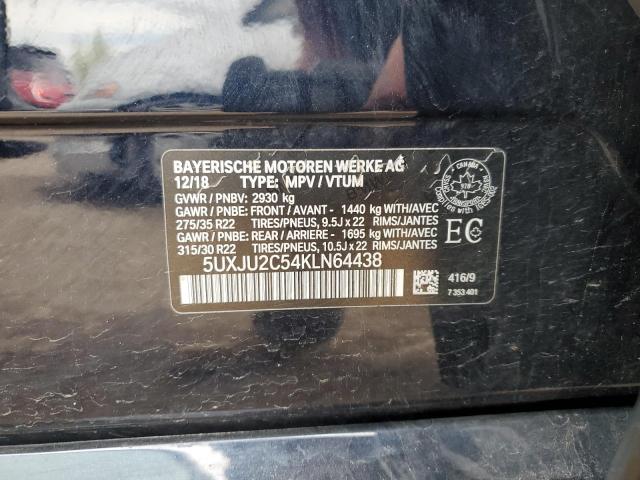 BAYERISCHE MOTOREN WERKE AG
12/18 TYPE: MPV / VTUM
GVWR / PNBV: 2930 kg
GAWR / PNBE: FRONT / AVANT - 1440 kg WITH/AVEC
275/35 R22 TIRES/PNEUS, 9.5J x 22 RIMS/JANTES
GAWR / PNBE: REAR / ARRIERE - 1695 kg WITH/AVEC
315/30 R22 TIRES/PNEUS, 10.5J x 22 RIMS/JANTES
5UXJU2C54KLN64438
CANADA
EC
416/9
7 353 401